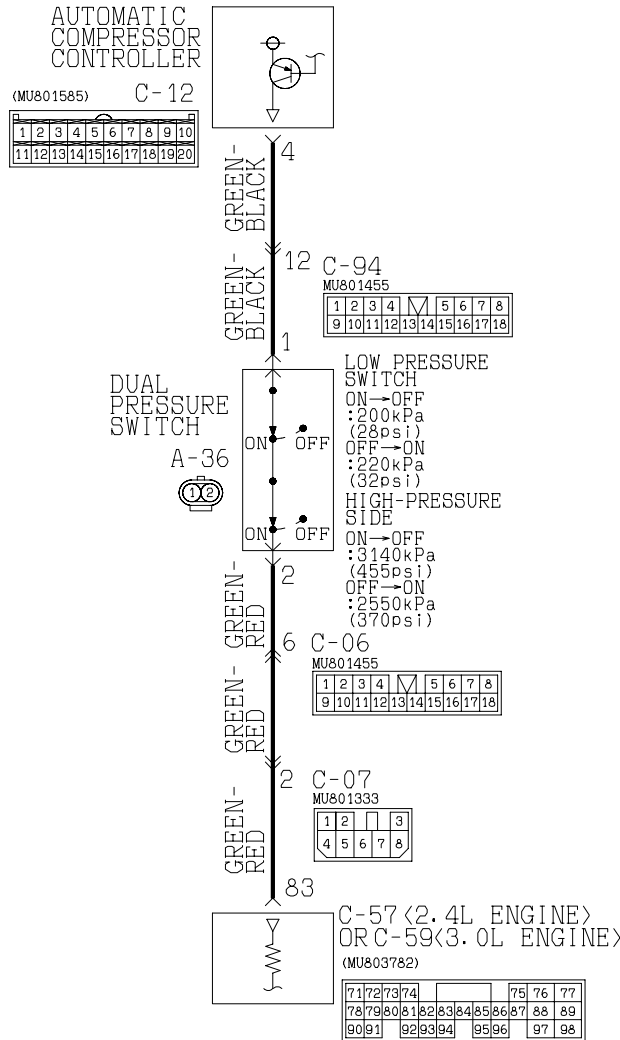 AUTOMATIC
COMPRESSOR
CONTROLLER
(MU801585) C-12
1 2 3 4 5 6 7 8 9 10
11 12 13 14 15 16 17 18 19 20
4
GREEN-
BLACK
12
C-94
MU801455
1 2 3 4 5 6 7 8
9 10 11 12 13 14 15 16 17 18
GREEN-
BLACK
1
DUAL
PRESSURE
SWITCH
A-36
1 2
ON OFF
ON OFF
LOW PRESSURE
SWITCH
ON→OFF
:200kPa
(28psi)
OFF→ON
:220kPa
(32psi)
HIGH-PRESSURE
SIDE
ON→OFF
:3140kPa
(455psi)
OFF→ON
:2550kPa
(370psi)
2
GREEN-
RED
6
C-06
MU801455
1 2 3 4 5 6 7 8
9 10 11 12 13 14 15 16 17 18
GREEN-
RED
2
C-07
MU801333
1 2 3
4 5 6 7 8
GREEN-
RED
83
C-57<2.4L ENGINE>
OR C-59<3.0L ENGINE>
(MU803782)
71 72 73 74 75 76 77
78 79 80 81 82 83 84 85 86 87 88 89
90 91 92 93 94 95 96 97 98